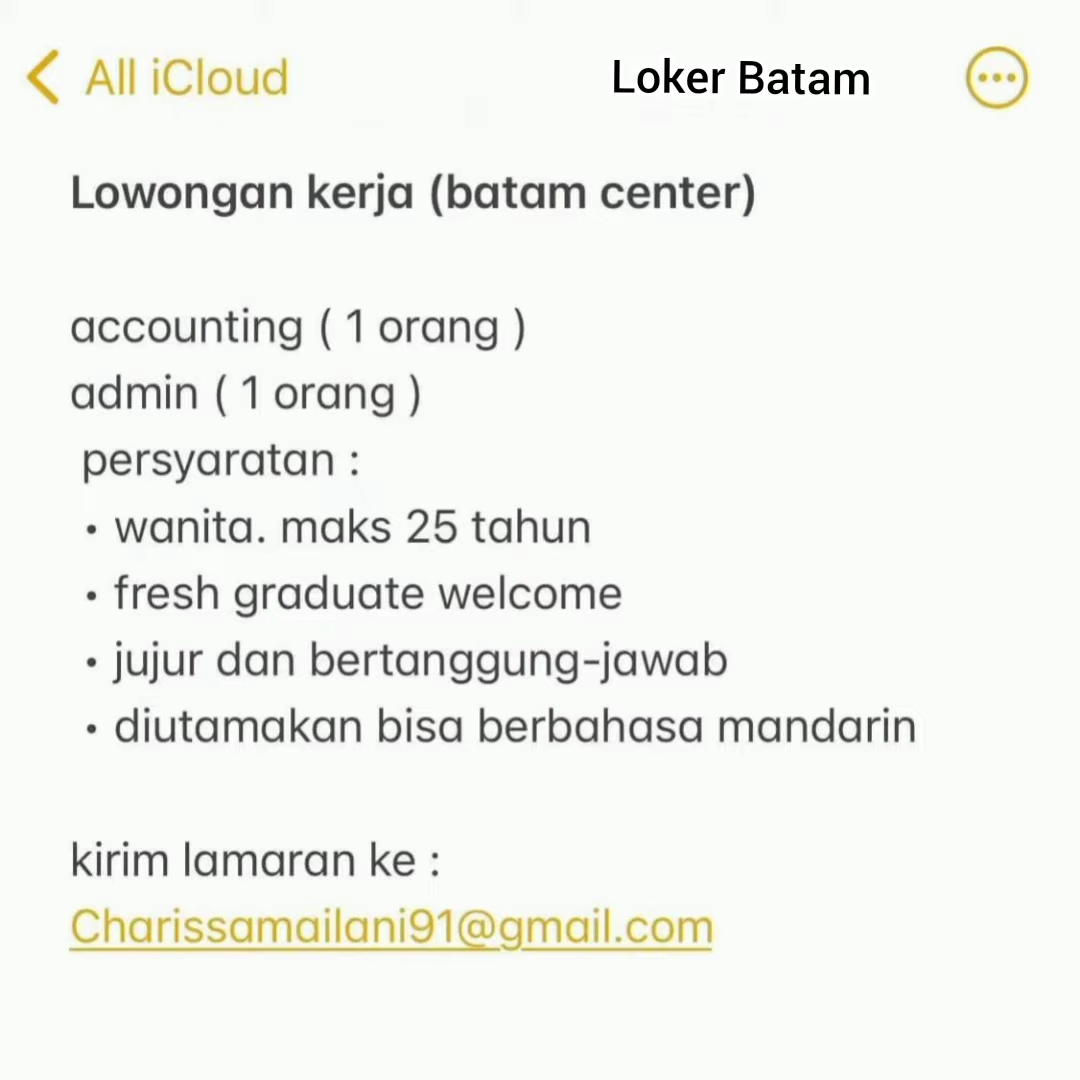 All iCloud
Loker Batam
Lowongan kerja (batam center)
accounting ( 1 orang )
admin ( 1 orang )
persyaratan :
• wanita. maks 25 tahun
• fresh graduate welcome
• jujur dan bertanggung-jawab
• diutamakan bisa berbahasa mandarin
kirim lamaran ke :
Charissamailani91@gmail.com